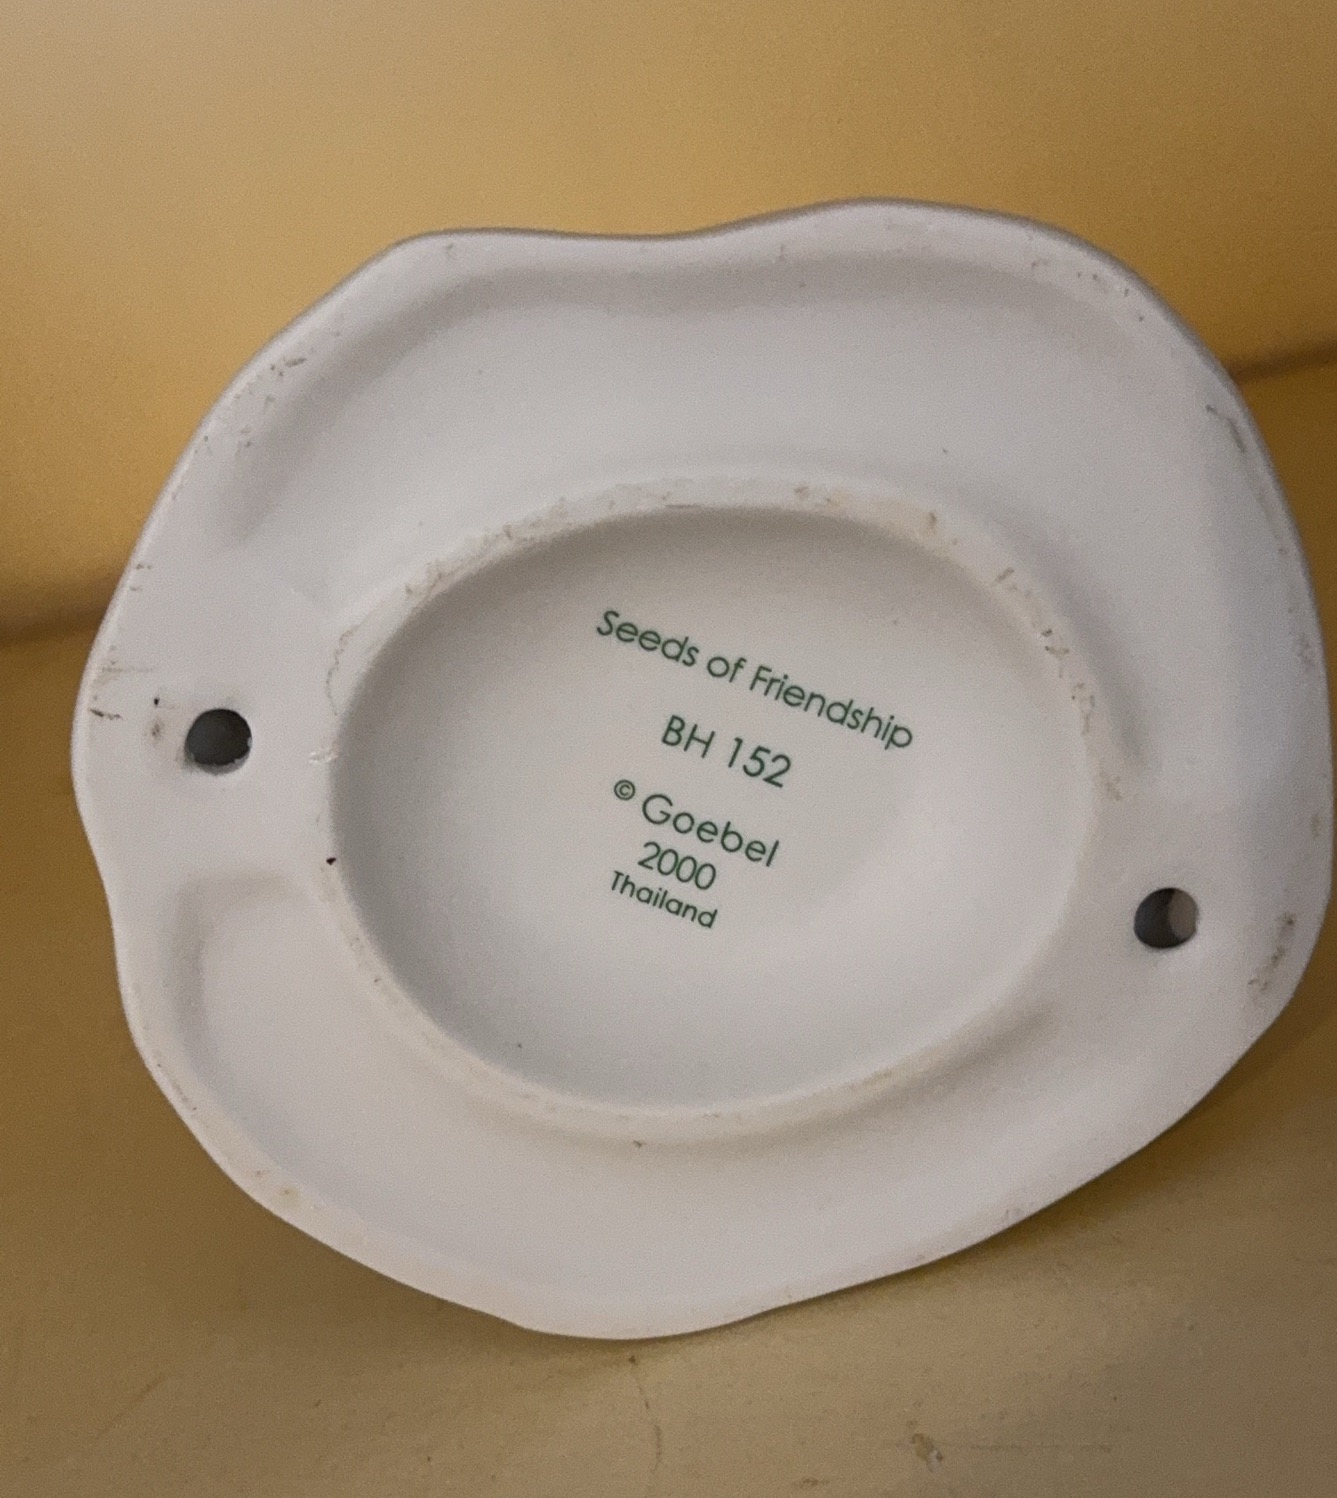 Seeds of Friendship
BH 152
© Goebel
2000
Thailand